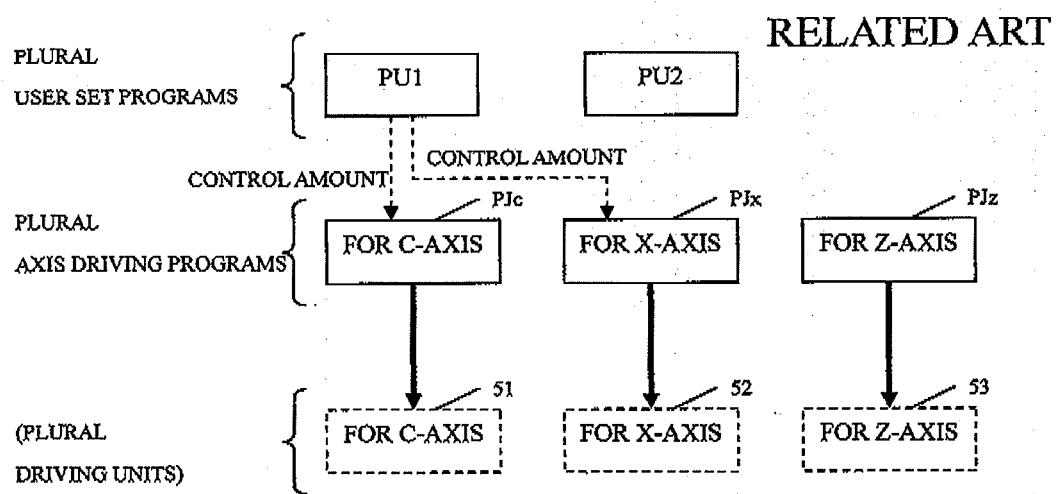 RELATED ART
PLURAL
USER SET PROGRAMS
PU1
PU2
CONTROL AMOUNT
CONTROL AMOUNT
PLURAL
AXIS DRIVING PROGRAMS
PJc
PJx
PJz
FOR C-AXIS
FOR X-AXIS
FOR Z-AXIS
(PLURAL
DRIVING UNITS)
51
52
53
FOR C-AXIS
FOR X-AXIS
FOR Z-AXIS